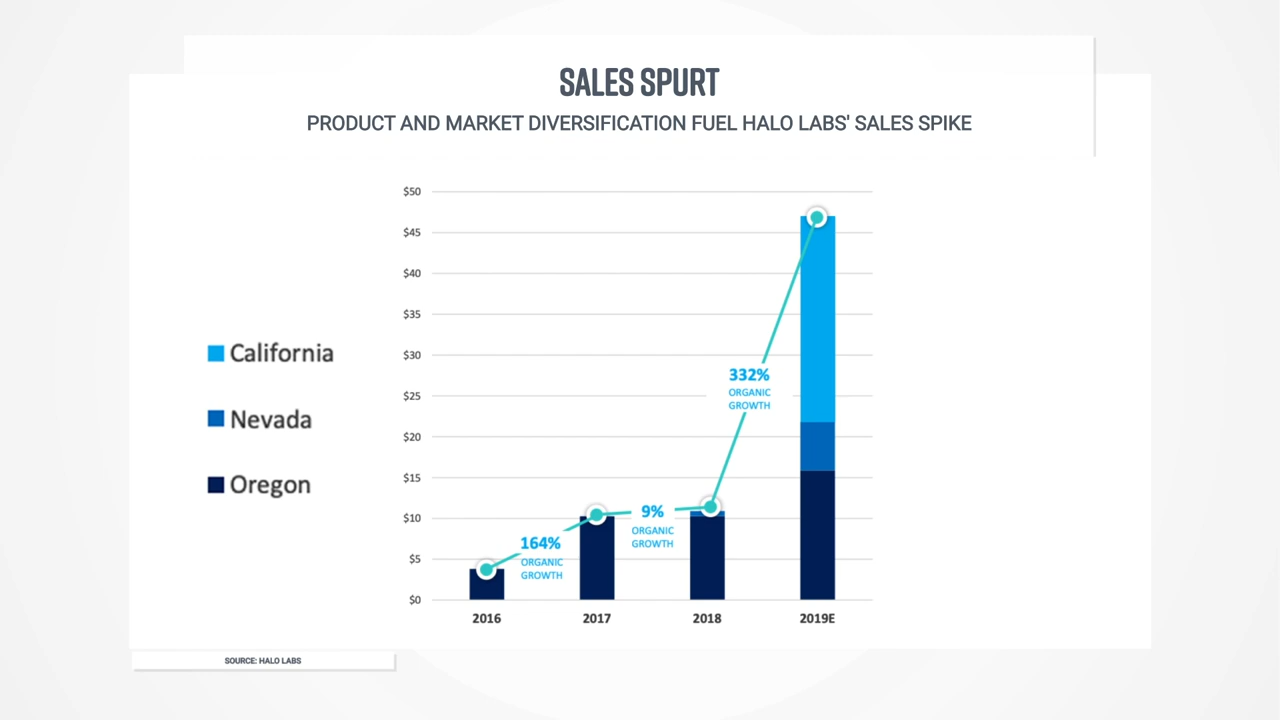 SALES SPURT
PRODUCT AND MARKET DIVERSIFICATION FUEL HALO LABS' SALES SPIKE
California
Nevada
Oregon
$50
$45
$40
$35
$30
$25
$20
$15
$10
$5
$0
164%
ORGANIC
GROWTH
9%
ORGANIC
GROWTH
332%
ORGANIC
GROWTH
2016
2017
2018
2019E
SOURCE: HALO LABS